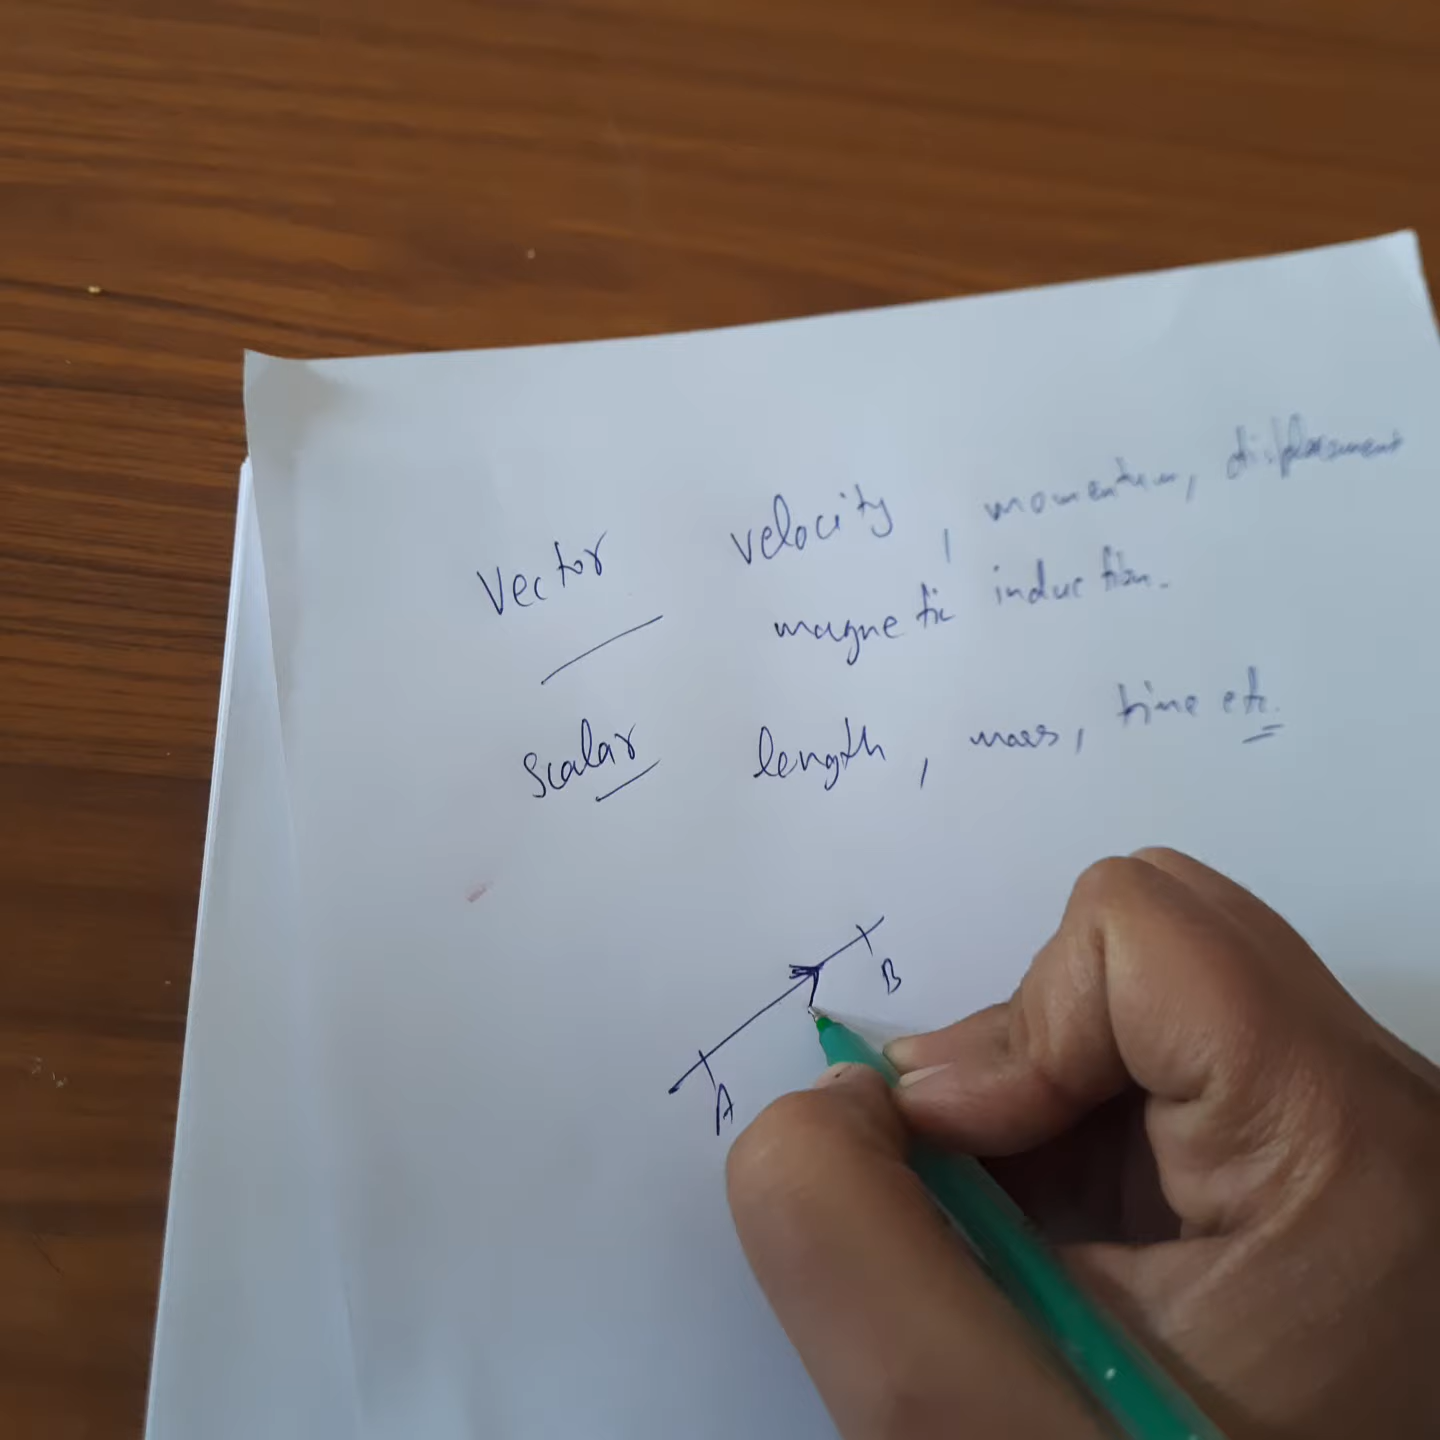 Vector velocity, momentum, displacement
magnetic induction.
Scalar length, mass, time etc.
B
A